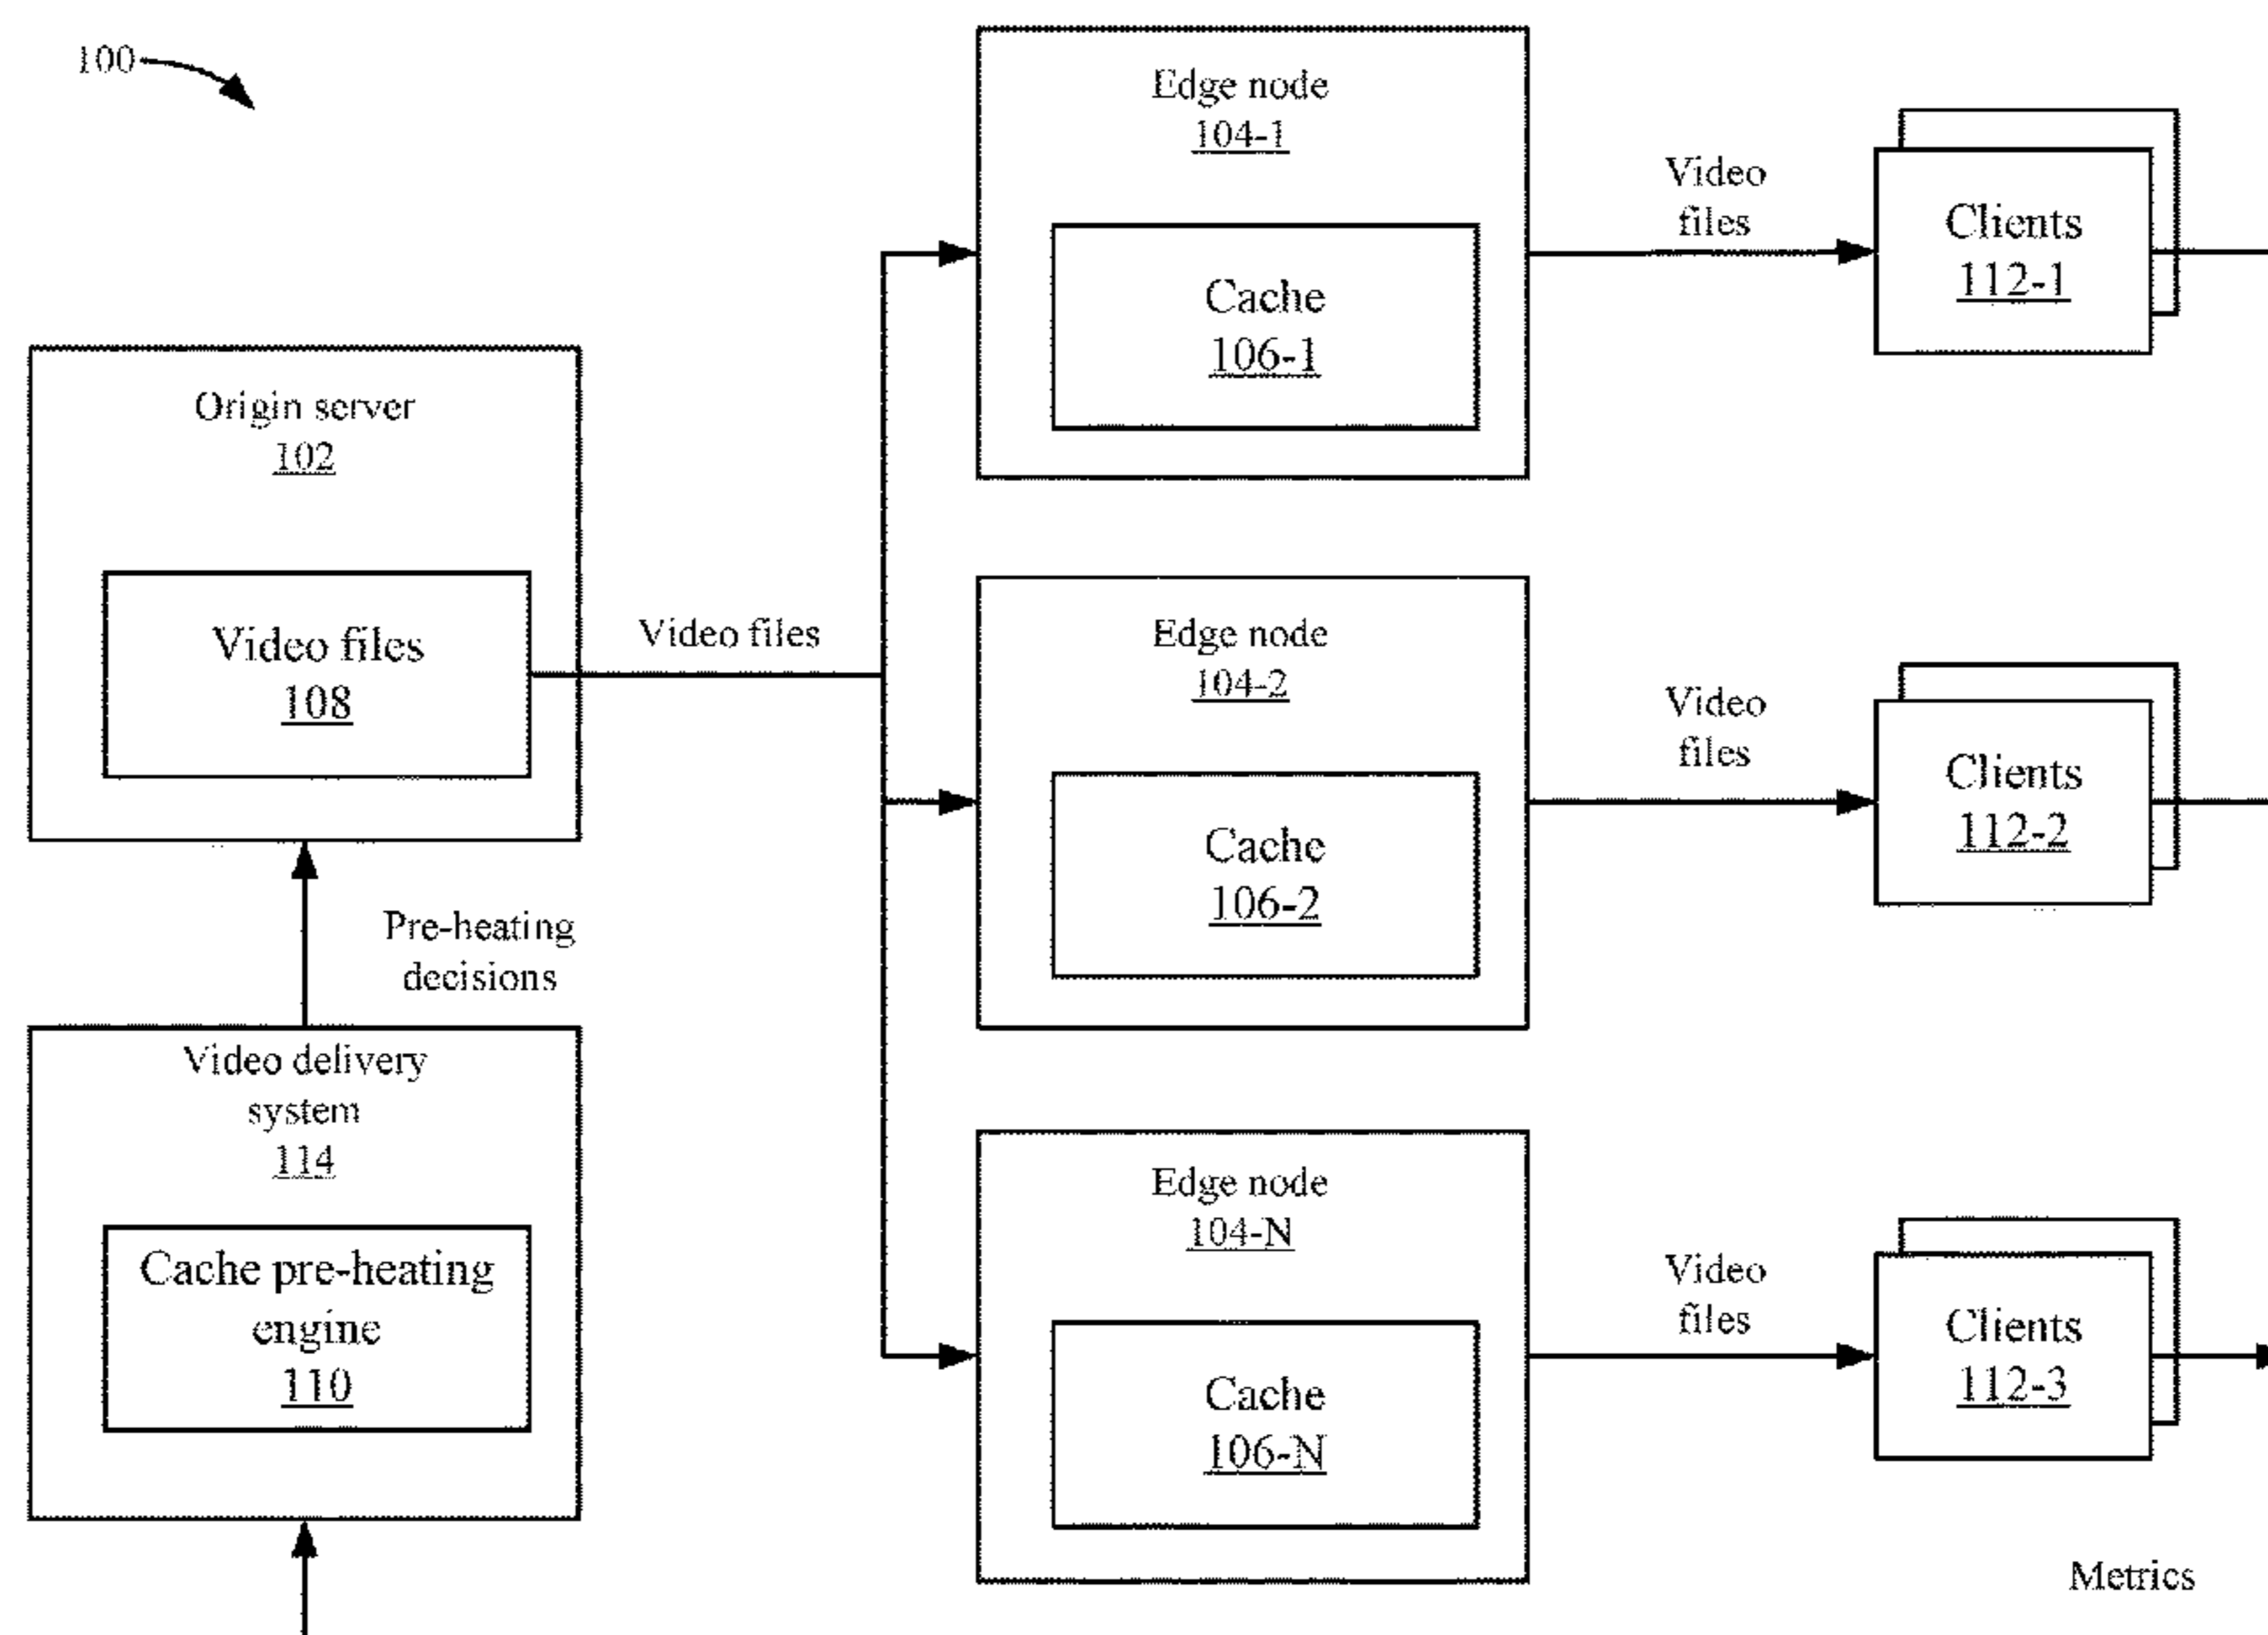 100
Edge node
104-1
Cache
106-1
Video
files
Clients
112-1
Origin server
102
Video files
108
Video files
Edge node
104-2
Cache
106-2
Video
files
Clients
112-2
Pre-heating
decisions
Video delivery
system
114
Cache pre-heating
engine
110
Edge node
104-N
Cache
106-N
Video
files
Clients
112-3
Metrics